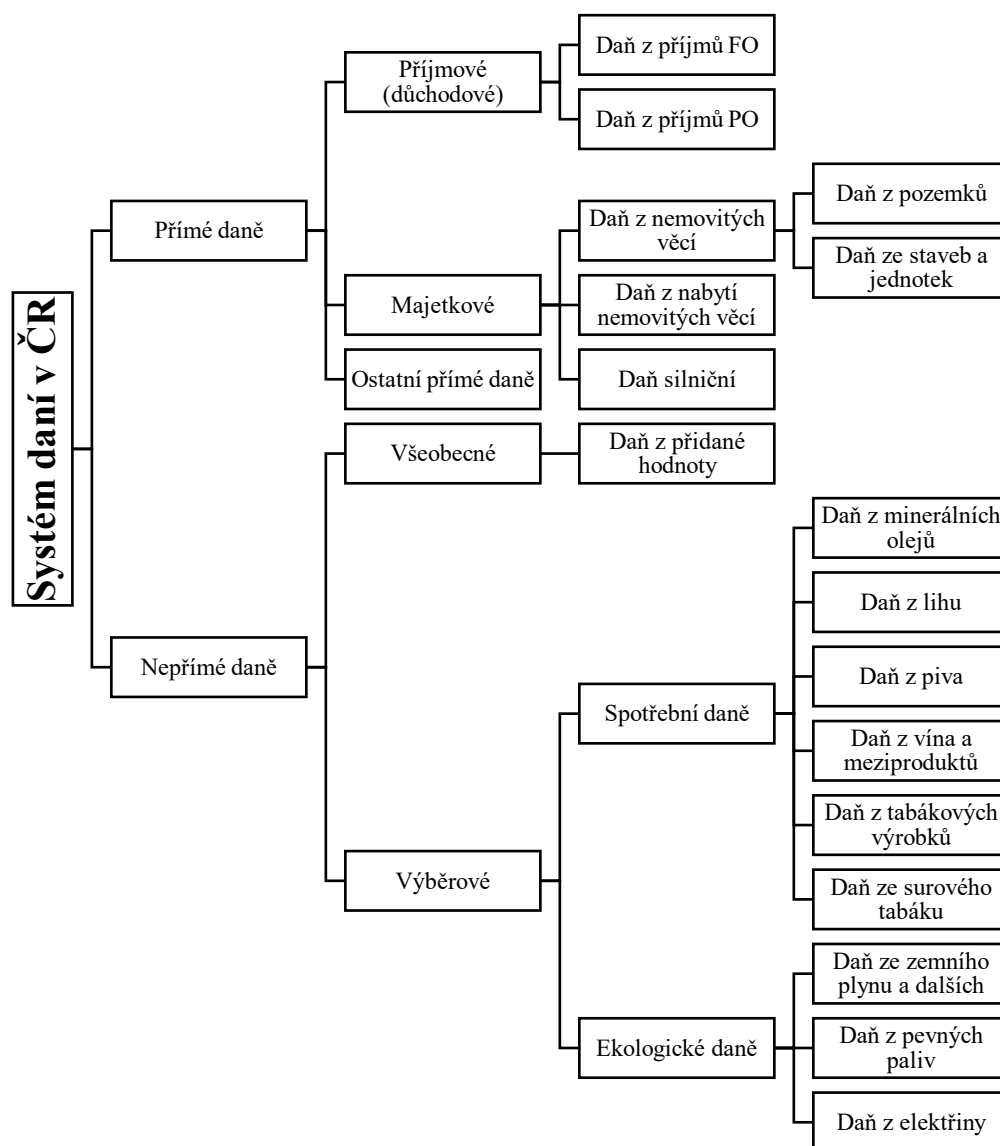 Systém daní v ČR
Přímé daně
Příjmové
(důchodové)
Daň z příjmů FO
Daň z příjmů PO
Majetkové
Daň z nemovitých
věcí
Daň z pozemků
Daň ze staveb a
jednotek
Daň z nabytí
nemovitých věcí
Daň silniční
Ostatní přímé daně
Nepřímé daně
Všeobecné
Daň z přidané
hodnoty
Výběrové
Spotřební daně
Daň z minerálních
olejů
Daň z lihu
Daň z piva
Daň z vína a
meziproduktů
Daň z tabákových
výrobků
Daň ze surového
tabáku
Ekologické daně
Daň ze zemního
plynu a dalších
Daň z pevných
paliv
Daň z elektřiny